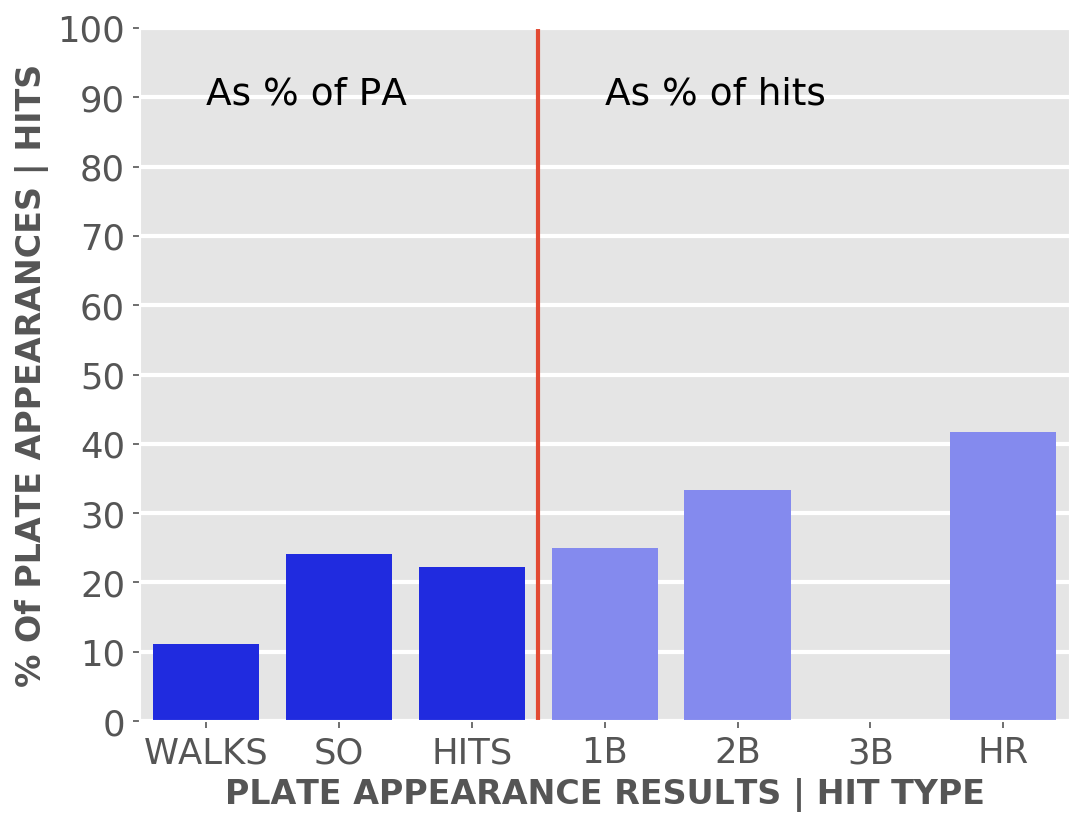 % Of PLATE APPEARANCES | HITS
100
90
80
70
60
50
40
30
20
10
0
As % of PA
As % of hits
WALKS SO HITS 1B 2B 3B HR
PLATE APPEARANCE RESULTS | HIT TYPE